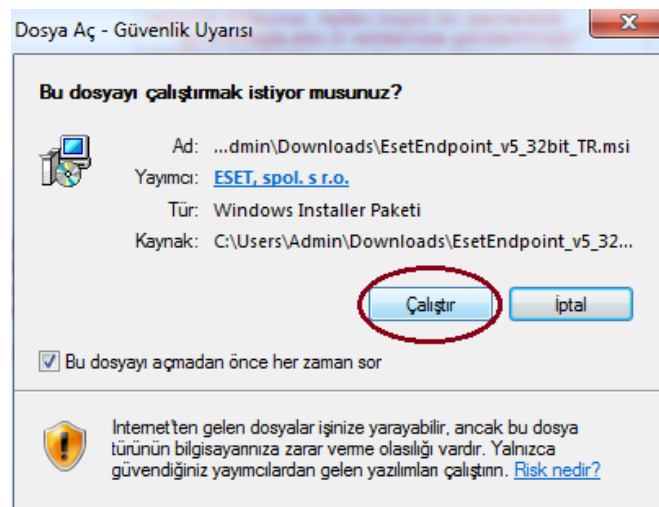 Dosya Aç - Güvenlik Uyarısı
Bu dosyayı çalıştırmak istiyor musunuz?
Ad: ...dmin\Downloads\EsetEndpoint_v5_32bit_TR.msi
Yayımcı: ESET, spol. s r.o.
Tür: Windows Installer Paketi
Kaynak: C:\Users\Admin\Downloads\EsetEndpoint_v5_32...
Çalıştır İptal
Bu dosyayı açmadan önce her zaman sor
Internet'ten gelen dosyalar işinize yarayabilir, ancak bu dosya
türünün bilgisayarınıza zarar verme olasılığı vardır. Yalnızca
güvendiğiniz yayımcılardan gelen yazılımları çalıştırın. Risk nedir?